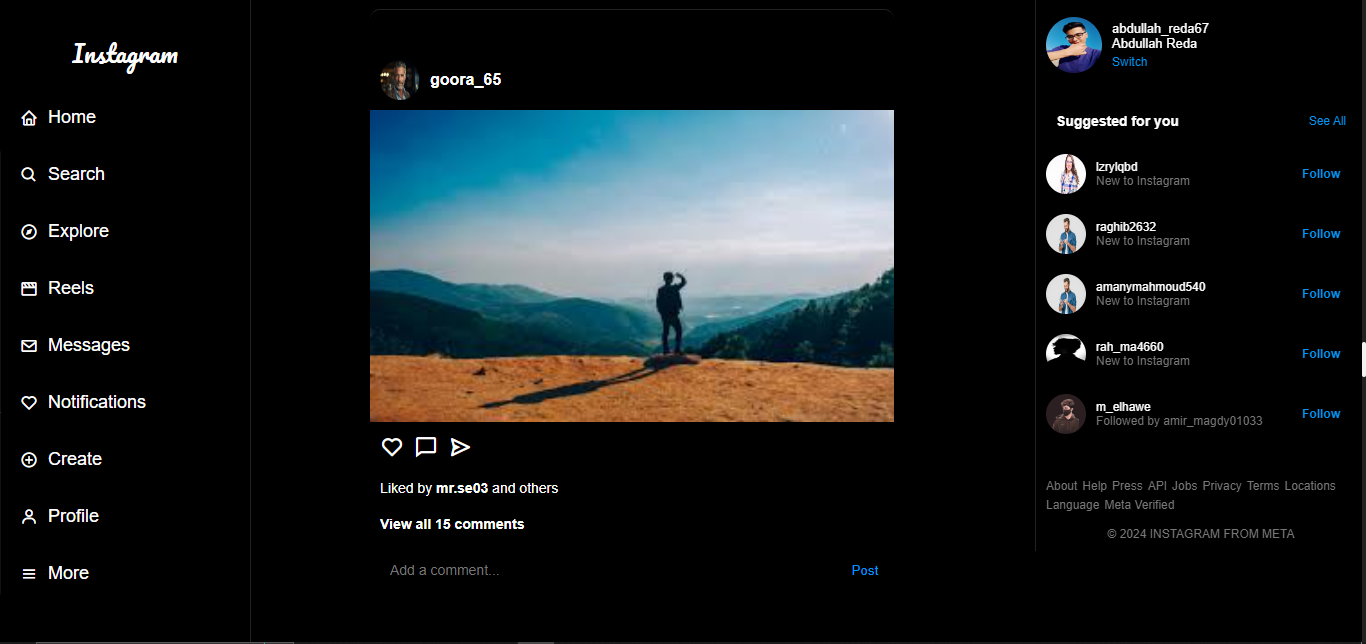 Instagram
Home
Search
Explore
Reels
Messages
Notifications
Create
Profile
More
goora_65
Liked by mr.se03 and others
View all 15 comments
Add a comment...
Post
abdullah_reda67
Abdullah Reda
Switch
Suggested for you
See All
lzrylqbd
New to Instagram
Follow
raghib2632
New to Instagram
Follow
amanymahmoud540
New to Instagram
Follow
rah_ma4660
New to Instagram
Follow
m_elhawe
Followed by amir_magdy01033
Follow
About Help Press API Jobs Privacy Terms Locations
Language Meta Verified
© 2024 INSTAGRAM FROM META